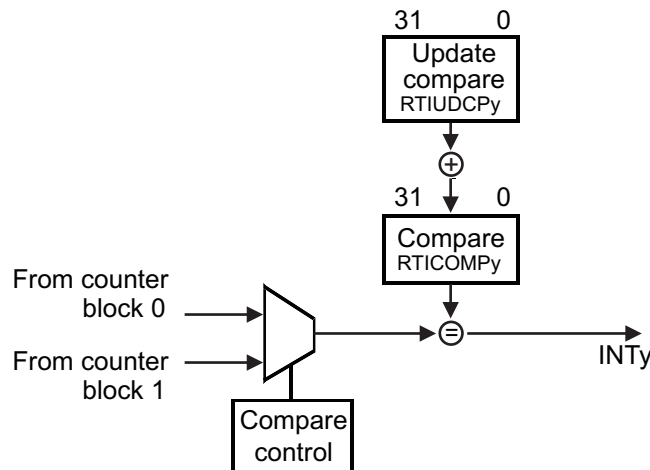 31 0
Update
compare
RTIUDCPy
+
31 0
Compare
RTICOMPy
From counter
block 0
=
INTy
From counter
block 1
Compare
control